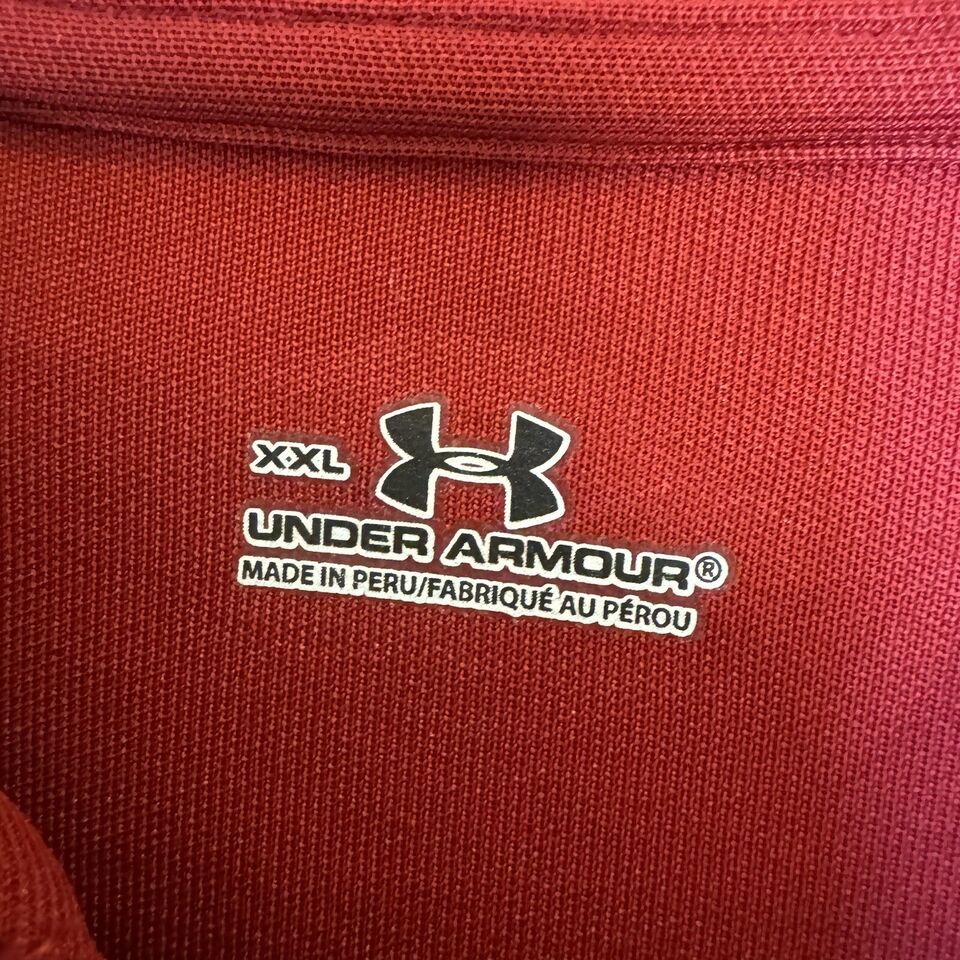 XXL
UNDER ARMOUR®
MADE IN PERU/FABRIQUÉ AU PÉROU